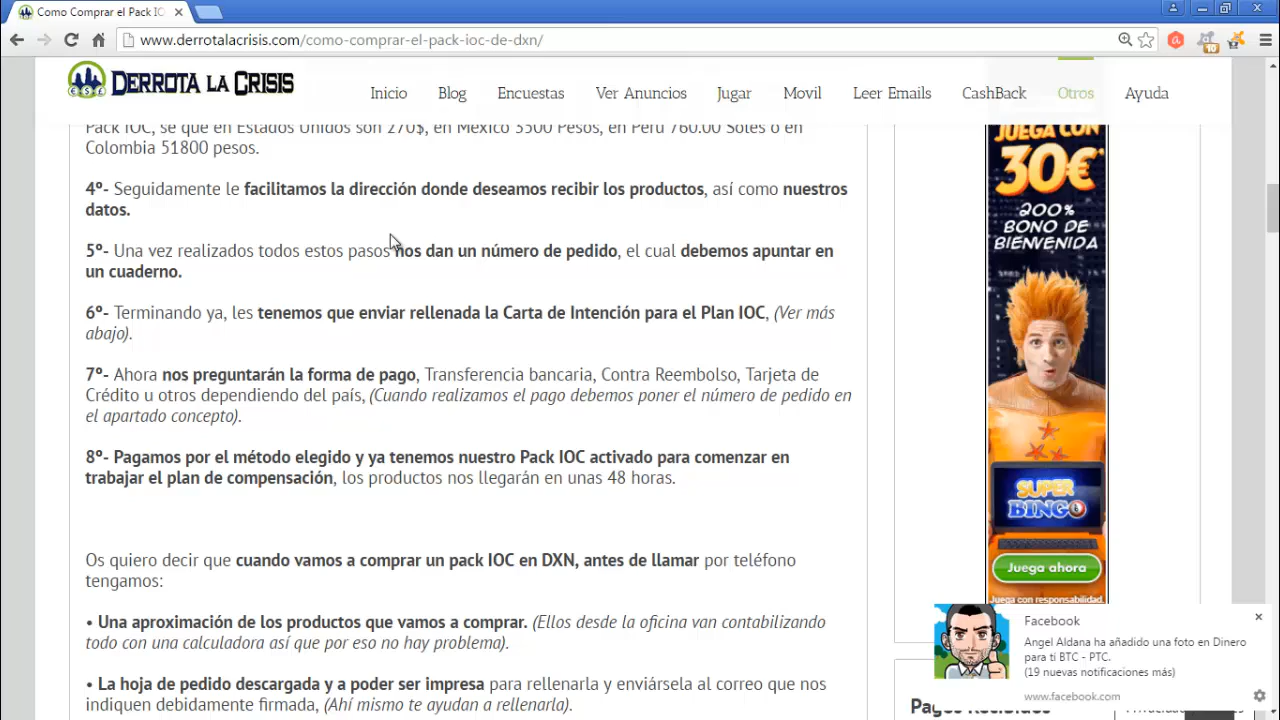 Como Comprar el Pack IO
www.derrotalacrisis.com/como-comprar-el-pack-ioc-de-dxn/
10
DERROTA LA CRISIS
Inicio Blog Encuestas Ver Anuncios Jugar Movil Leer Emails CashBack Otros Ayuda
Pack IOC, se que en Estados Unidos son 270$, en México 3500 Pesos, en Perú 760.00 Soles o en
Colombia 51800 pesos.
4º- Seguidamente le facilitamos la dirección donde deseamos recibir los productos, así como nuestros
datos.
5º- Una vez realizados todos estos pasos nos dan un número de pedido, el cual debemos apuntar en
un cuaderno.
6º- Terminando ya, les tenemos que enviar rellenada la Carta de Intención para el Plan IOC, (Ver más
abajo).
7º- Ahora nos preguntarán la forma de pago, Transferencia bancaria, Contra Reembolso, Tarjeta de
Crédito u otros dependiendo del país, (Cuando realizamos el pago debemos poner el número de pedido en
el apartado concepto).
8º- Pagamos por el método elegido y ya tenemos nuestro Pack IOC activado para comenzar en
trabajar el plan de compensación, los productos nos llegarán en unas 48 horas.
Os quiero decir que cuando vamos a comprar un pack IOC en DXN, antes de llamar por teléfono
tengamos:
• Una aproximación de los productos que vamos a comprar. (Ellos desde la oficina van contabilizando
todo con una calculadora así que por eso no hay problema).
• La hoja de pedido descargada y a poder ser impresa para rellenarla y enviársela al correo que nos
indiquen debidamente firmada, (Así mismo te ayudan a rellenarla).
JUEGA CON
30€
200%
BONO DE
BIENVENIDA
SUPER
BINGO
Juega ahora
Juega con responsabilidad.
Facebook
Angel Aldana ha añadido una foto en Dinero
para ti BTC - PTC.
(19 nuevas notificaciones más)
www.facebook.com
Pagos Recibidos